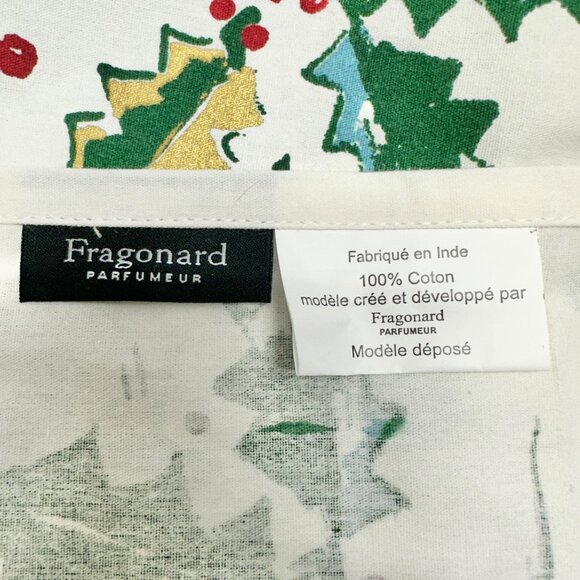 Fragonard
PARFUMEUR
Fabriqué en Inde
100% Coton
modèle créé et développé par
Fragonard
PARFUMEUR
Modèle déposé